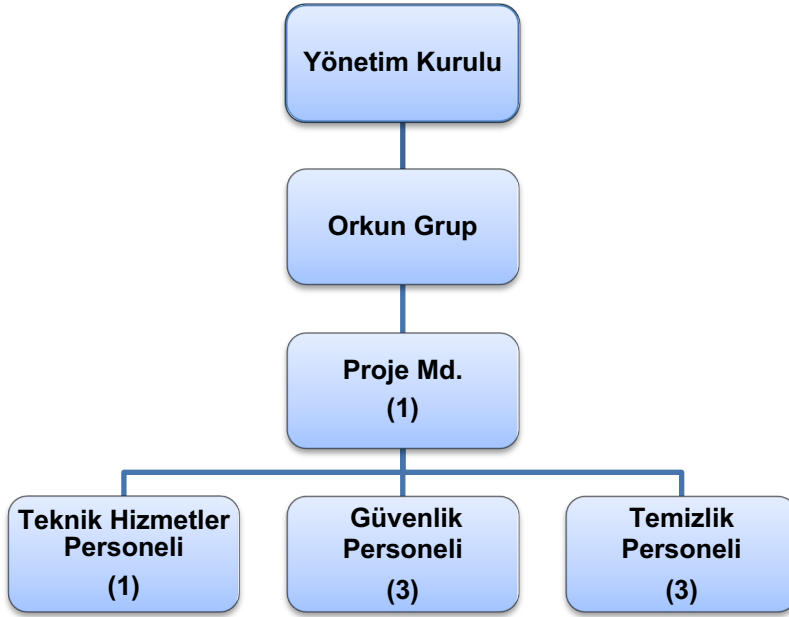 Yönetim Kurulu
Orkun Grup
Proje Md.
(1)
Teknik Hizmetler
Personeli
(1)
Güvenlik
Personeli
(3)
Temizlik
Personeli
(3)